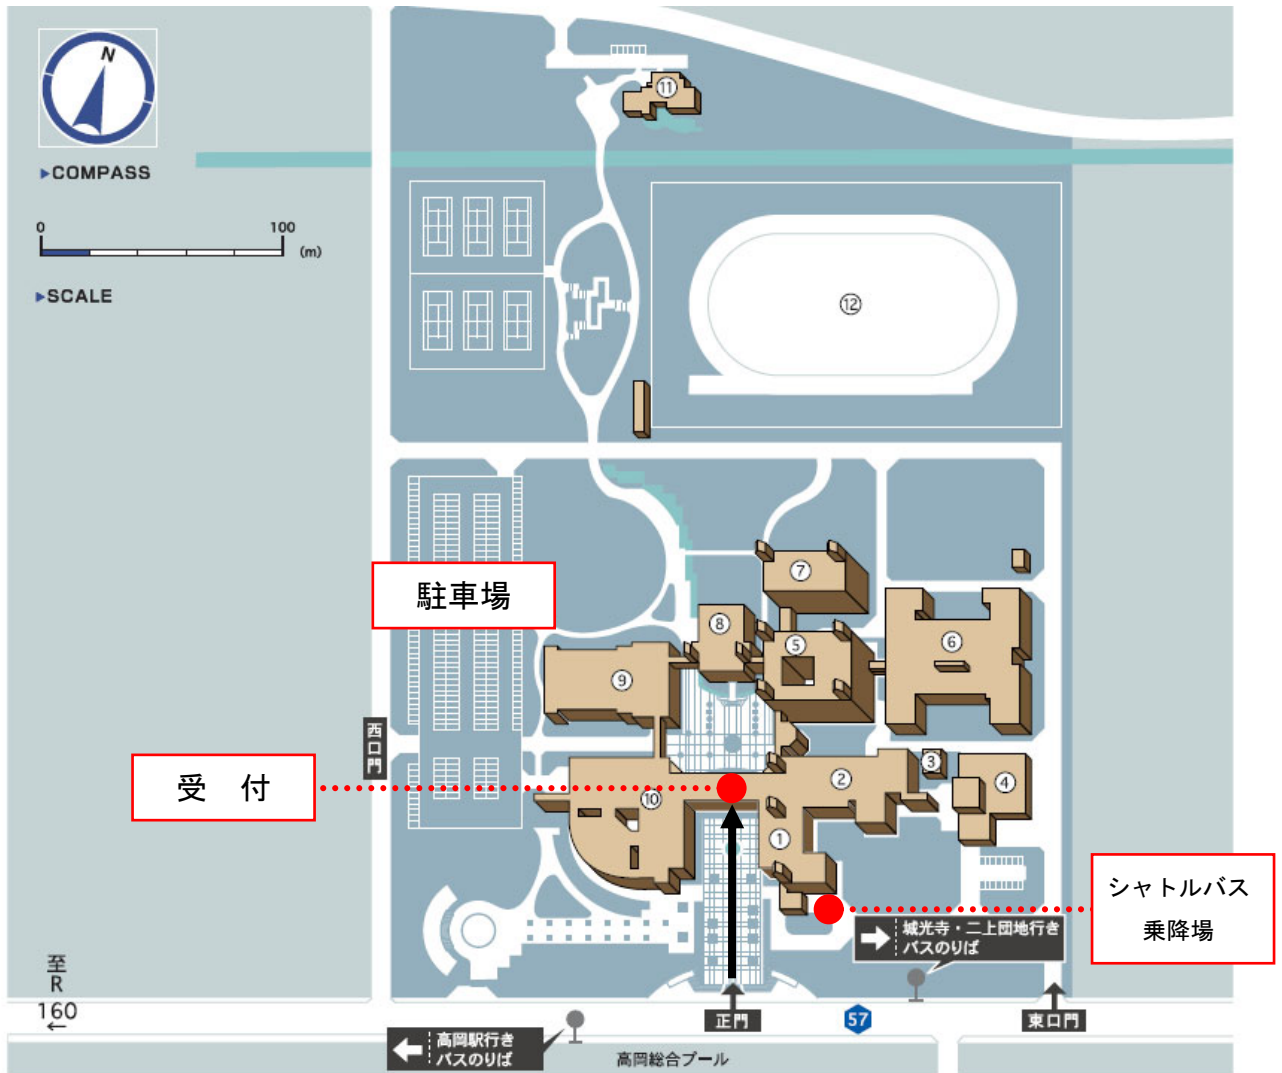 N
COMPASS
0 100
(m)
SCALE
⑪
⑫
駐車場
⑦
⑧
⑤
⑥
⑨
西口門
受 付
③
②
④
⑩
①
シャトルバス
乗降場
城光寺・二上団地行き
バスのりば
至
R
160
←
正門
57
東口門
高岡駅行き
バスのりば
高岡総合プール